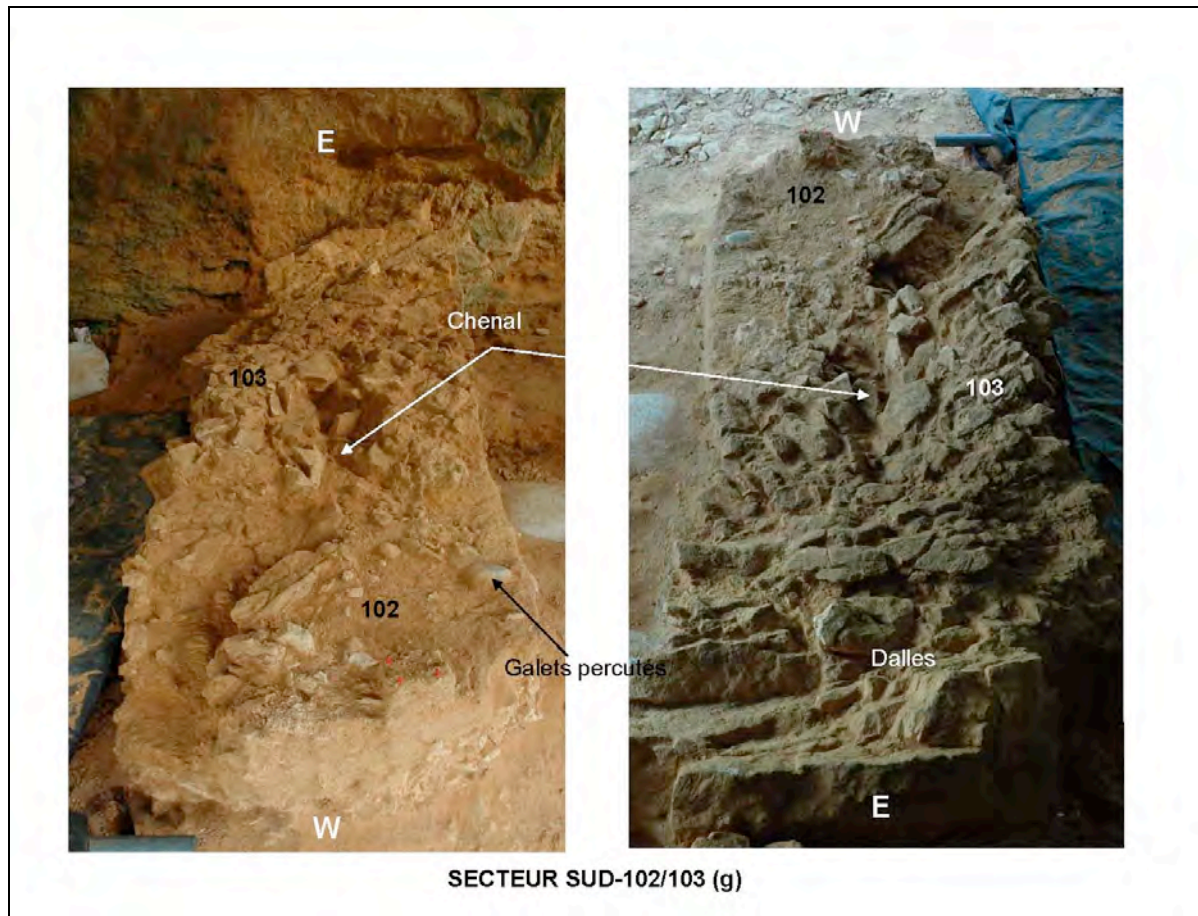 E
W
102
Chenal
103
103
102
Galets percutés
Dalles
E
W
SECTEUR SUD-102/103 (g)